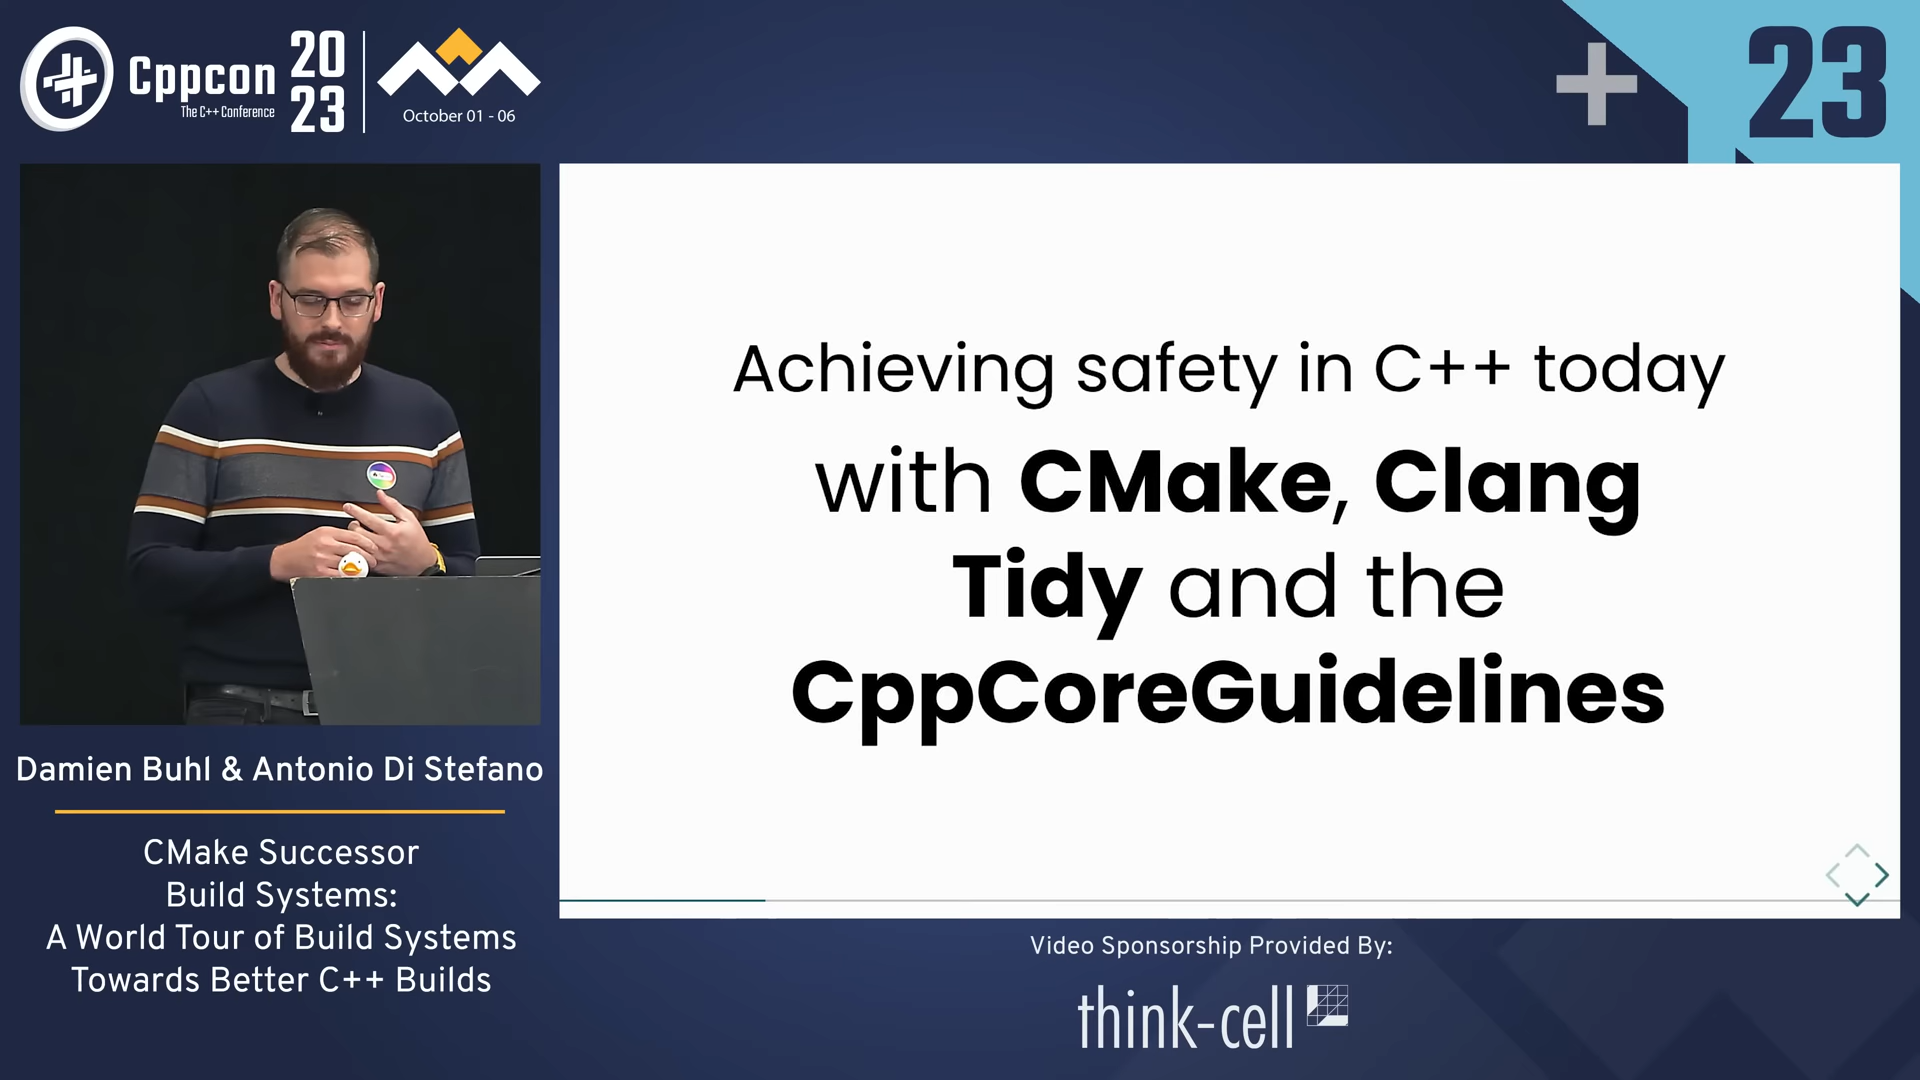 Cppcon
The C++ Conference
20
23
October 01 - 06
23
Achieving safety in C++ today
with CMake, Clang
Tidy and the
CppCoreGuidelines
Damien Buhl & Antonio Di Stefano
CMake Successor
Build Systems:
A World Tour of Build Systems
Towards Better C++ Builds
Video Sponsorship Provided By:
think-cell